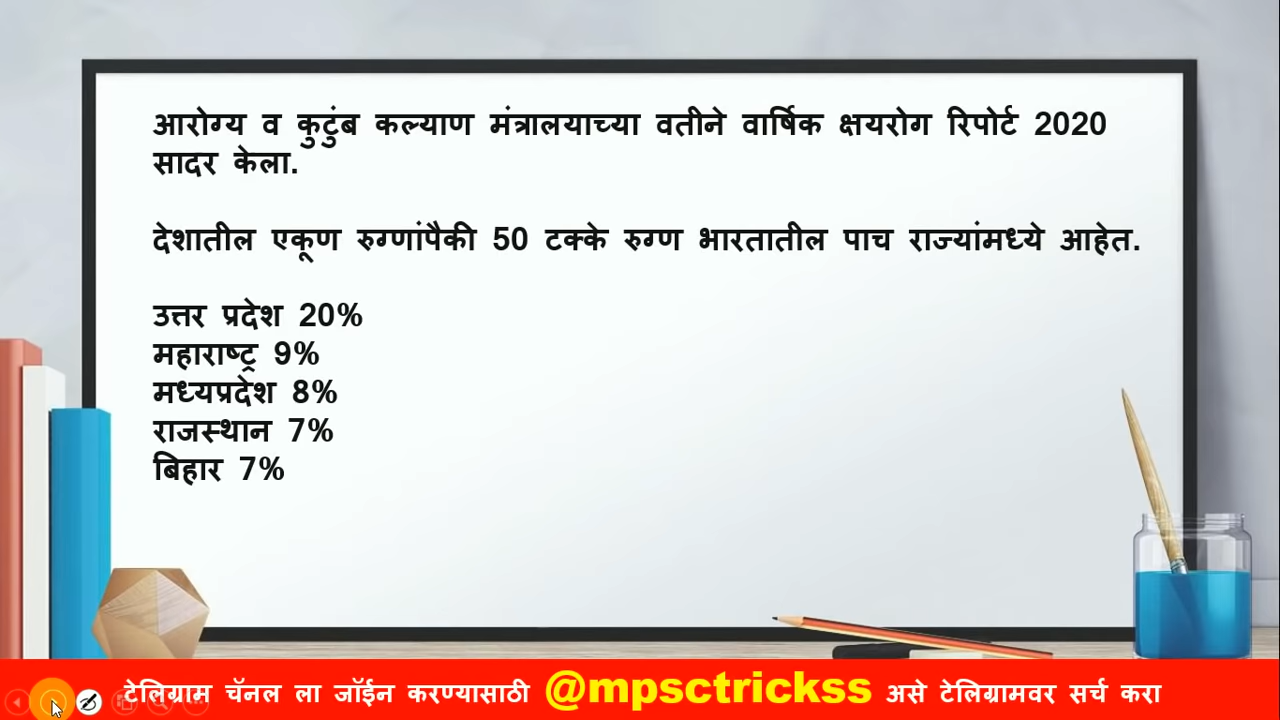 आरोग्य व कुटुंब कल्याण मंत्रालयाच्या वतीने वार्षिक क्षयरोग रिपोर्ट 2020
सादर केला.
देशातील एकूण रुग्णांपैकी 50 टक्के रुग्ण भारतातील पाच राज्यांमध्ये आहेत.
उत्तर प्रदेश 20%
महाराष्ट्र 9%
मध्यप्रदेश 8%
राजस्थान 7%
बिहार 7%
टेलिग्राम चॅनल ला जॉईन करण्यासाठी @mpsctrickss असे टेलिग्रामवर सर्च करा